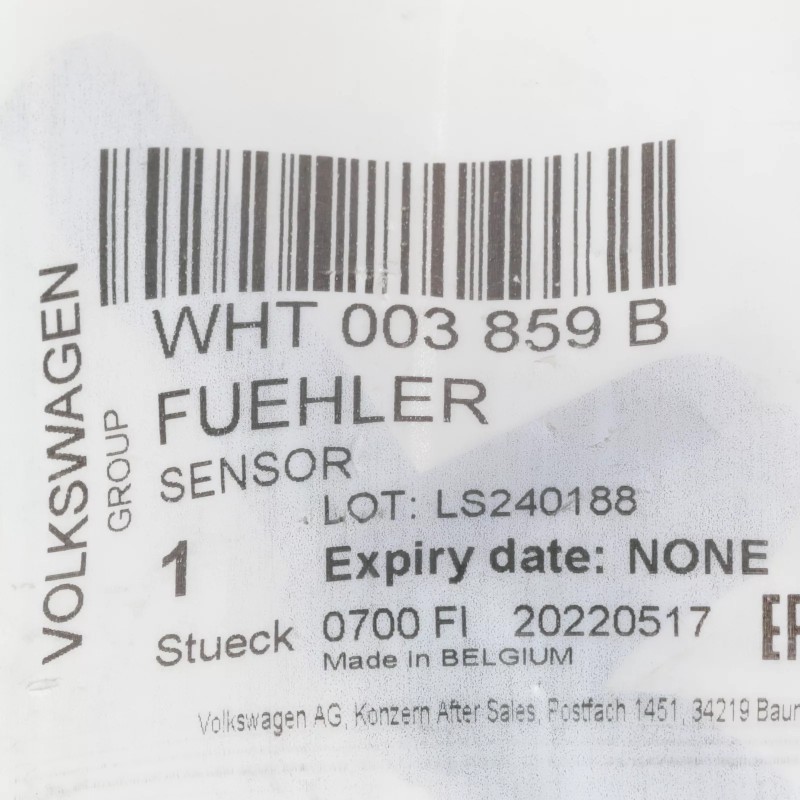 VOLKSWAGEN
GROUP
WHT 003 859 B
FUEHLER
SENSOR
LOT: LS240188
1
Expiry date: NONE
Stueck
0700 FI 20220517
Made in BELGIUM
Volkswagen AG, Konzern After Sales, Postfach 1451, 34219